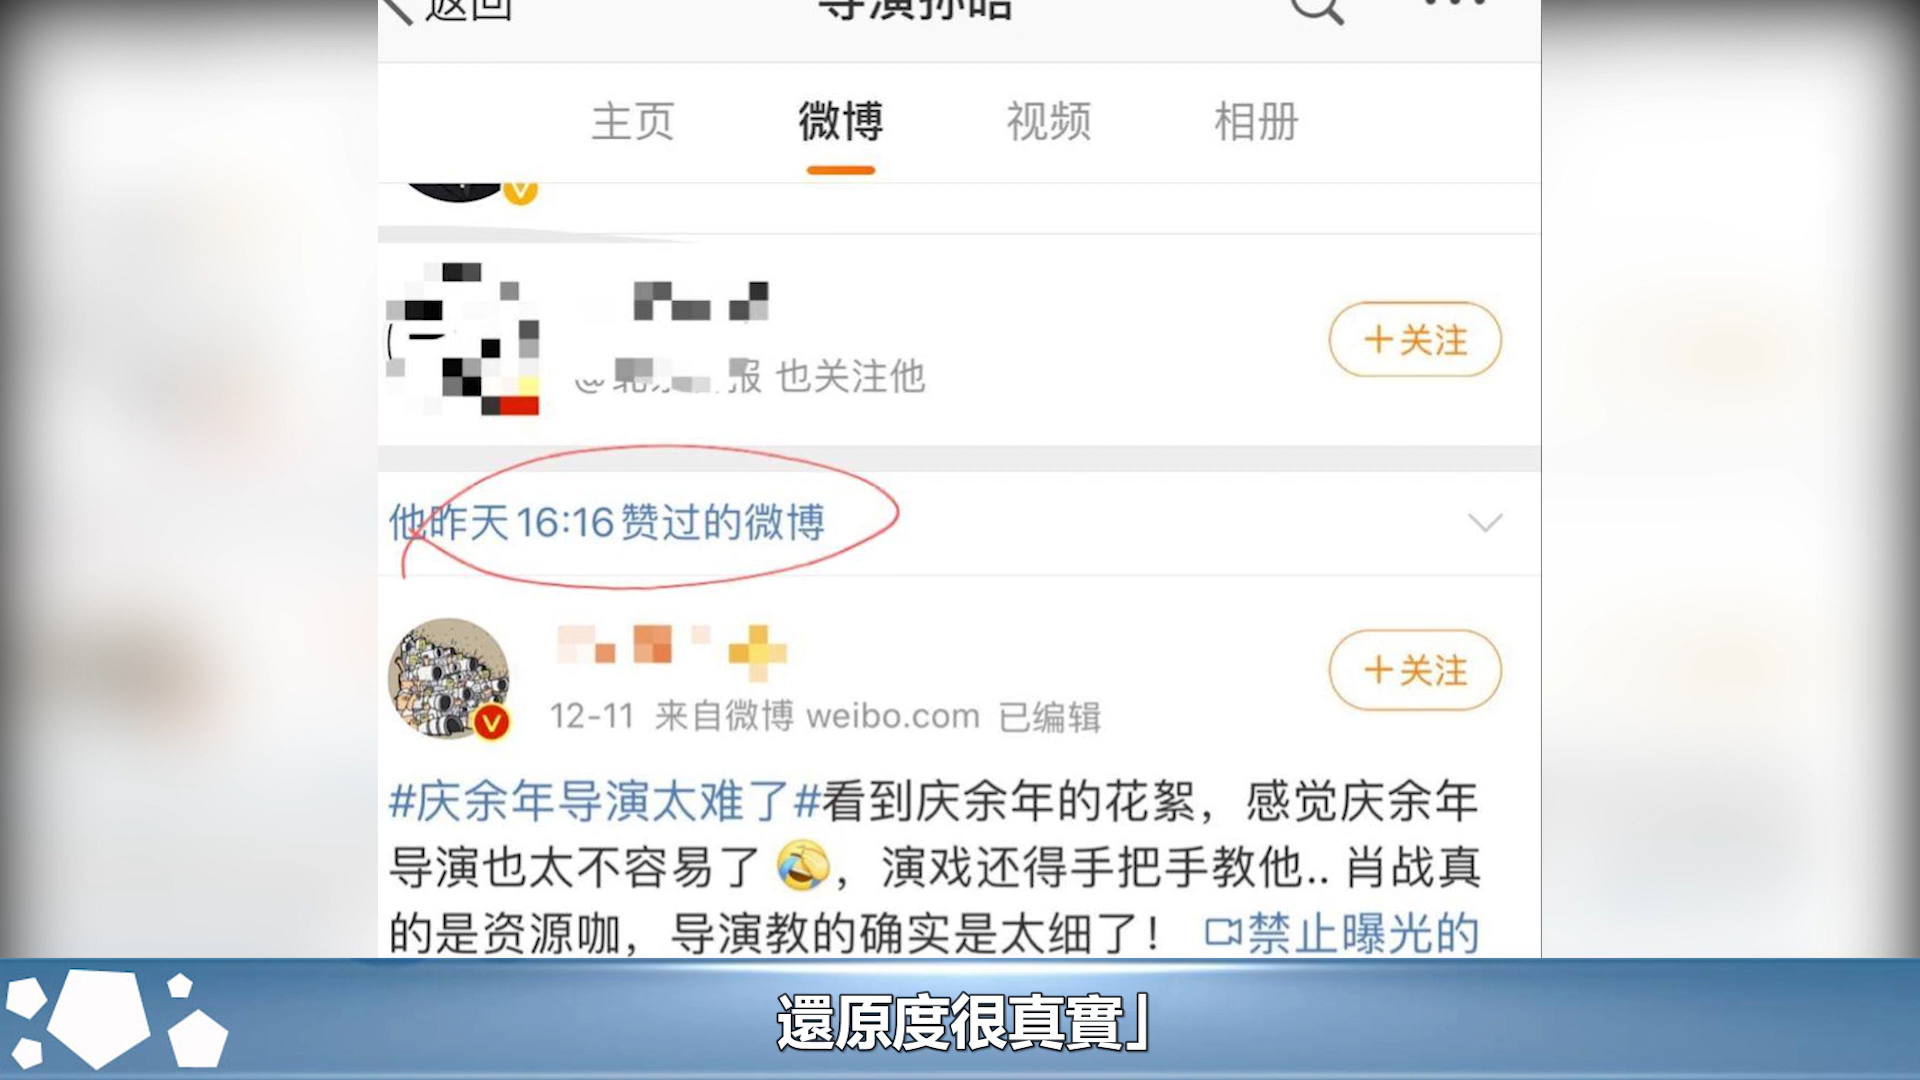 返回
导演孙皓
主页 微博 视频 相册
+关注
报 也关注他
他昨天16:16赞过的微博
+关注
12-11 来自微博 weibo.com 已编辑
#庆余年导演太难了#看到庆余年的花絮，感觉庆余年
导演也太不容易了，演戏还得手把手教他.. 肖战真
的是资源咖，导演教的确实是太细了！ 禁止曝光的
還原度很真實」